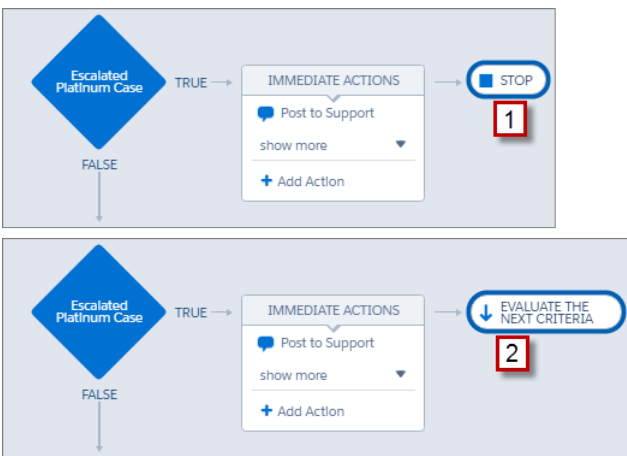 Escalated
Platinum Case
TRUE
IMMEDIATE ACTIONS
STOP
Post to Support
1
show more
FALSE
+ Add Action
Escalated
Platinum Case
TRUE
IMMEDIATE ACTIONS
EVALUATE THE
NEXT CRITERIA
Post to Support
2
show more
FALSE
+ Add Action